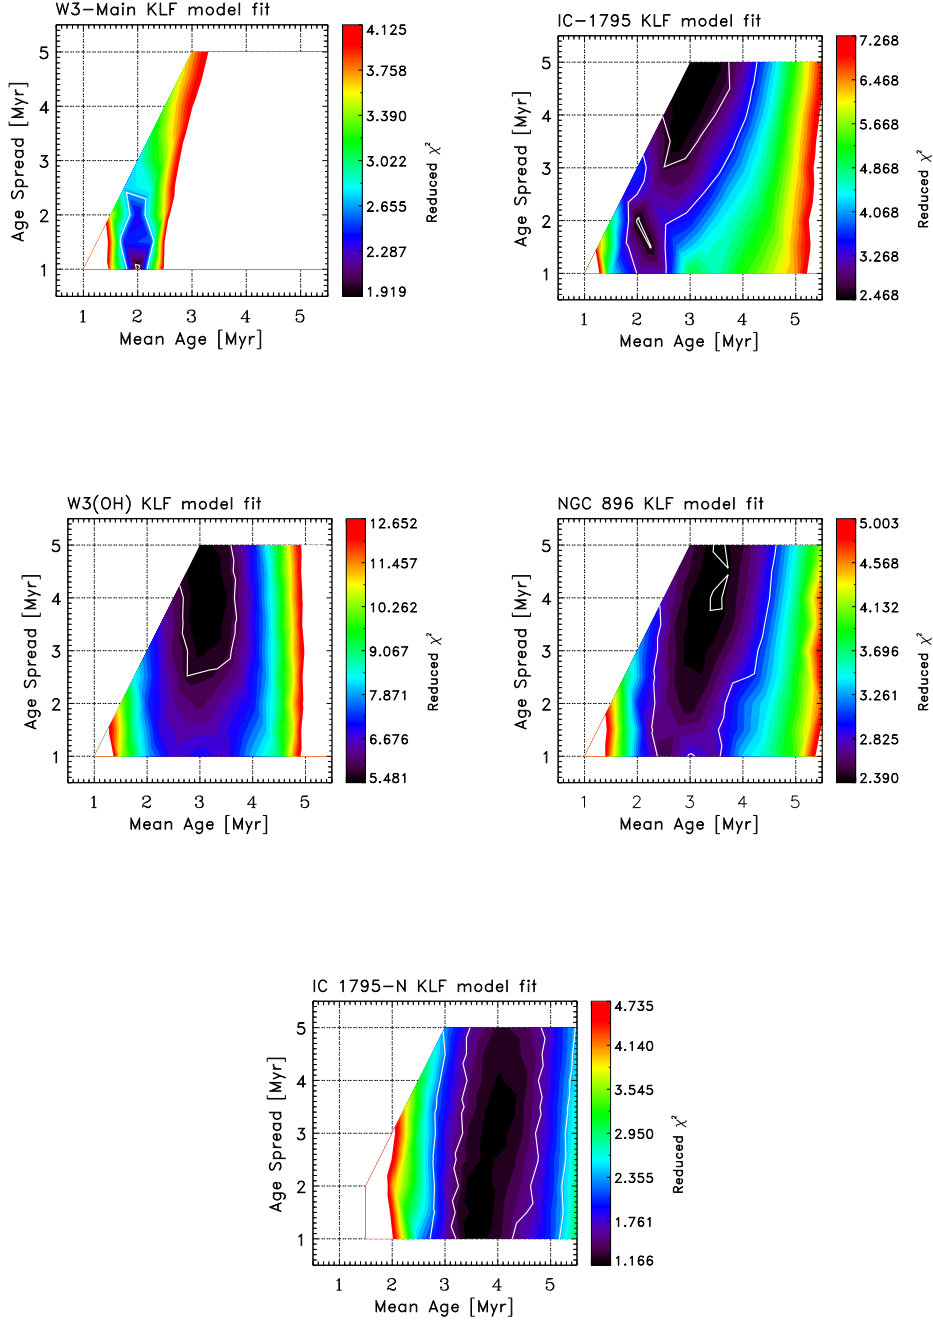 W3-Main KLF model fit
5
4
3
2
1
Age Spread [Myr]
1 2 3 4 5
Mean Age [Myr]
4.125
3.758
3.390
3.022
2.655
2.287
1.919
Reduced χ²
IC-1795 KLF model fit
5
4
3
2
1
Age Spread [Myr]
1 2 3 4 5
Mean Age [Myr]
7.268
6.468
5.668
4.868
4.068
3.268
2.468
Reduced χ²
W3(OH) KLF model fit
5
4
3
2
1
Age Spread [Myr]
1 2 3 4 5
Mean Age [Myr]
12.652
11.457
10.262
9.067
7.871
6.676
5.481
Reduced χ²
NGC 896 KLF model fit
5
4
3
2
1
Age Spread [Myr]
1 2 3 4 5
Mean Age [Myr]
5.003
4.568
4.132
3.696
3.261
2.825
2.390
Reduced χ²
IC 1795-N KLF model fit
5
4
3
2
1
Age Spread [Myr]
1 2 3 4 5
Mean Age [Myr]
4.735
4.140
3.545
2.950
2.355
1.761
1.166
Reduced χ²